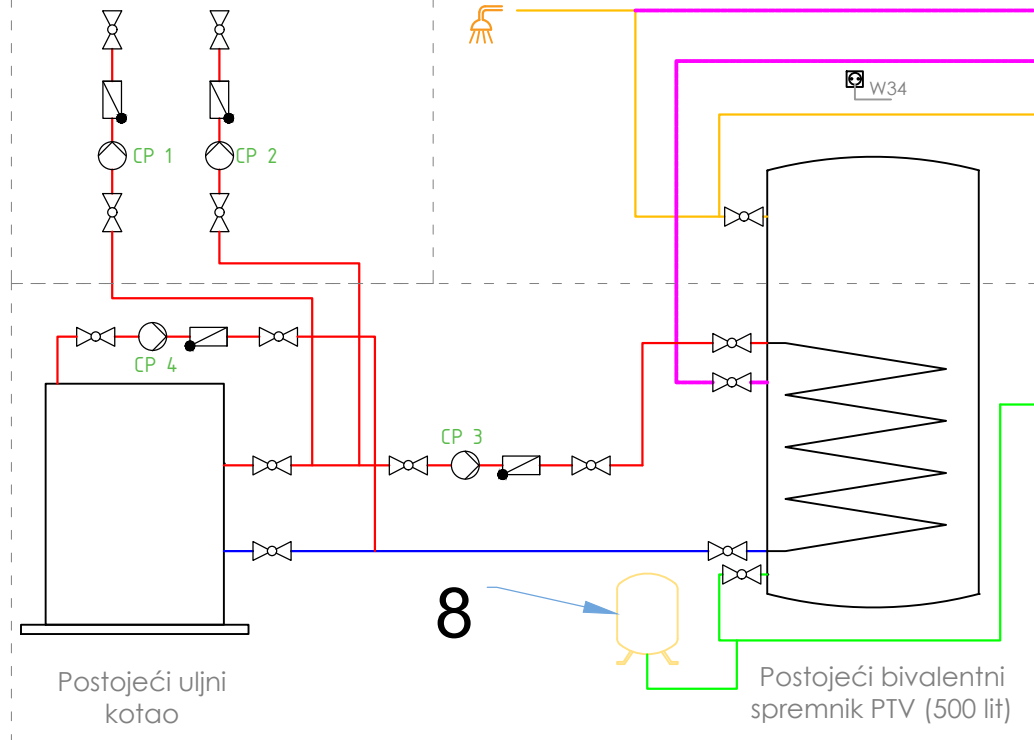 W34
CP 1
CP 2
CP 4
CP 3
8
Postojeći uljni
kotao
Postojeći bivalentni
spremnik PTV (500 lit)